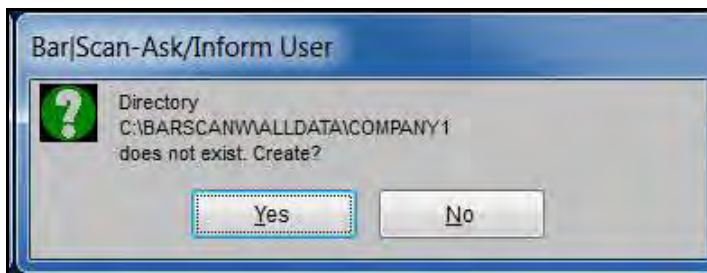 Bar|Scan-Ask/Inform User
Directory
C:\BARSCANW\ALLDATA\COMPANY1
does not exist. Create?
Yes
No